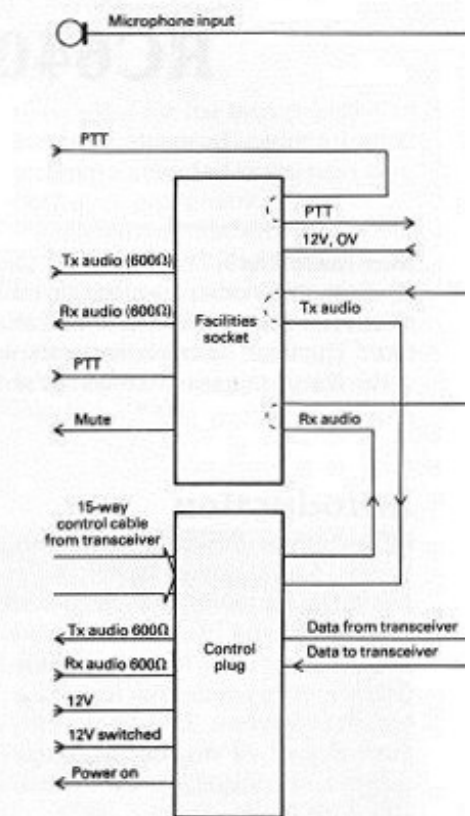 Microphone input
PTT
PTT
12V, OV
Tx audio (600Ω)
Tx audio
Rx audio (600Ω)
Facilities
socket
PTT
Mute
Rx audio
15-way
control cable
from transceiver
Tx audio 600Ω
Control
plug
Data from transceiver
Rx audio 600Ω
Data to transceiver
12V
12V switched
Power on